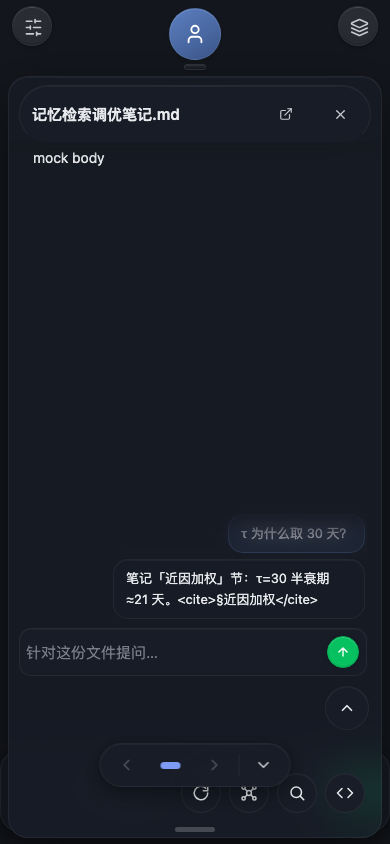 记忆检索调优笔记.md
mock body
τ 为什么取 30 天?
笔记「近因加权」节：τ=30 半衰期
≈21 天。<cite>§近因加权</cite>
针对这份文件提问...